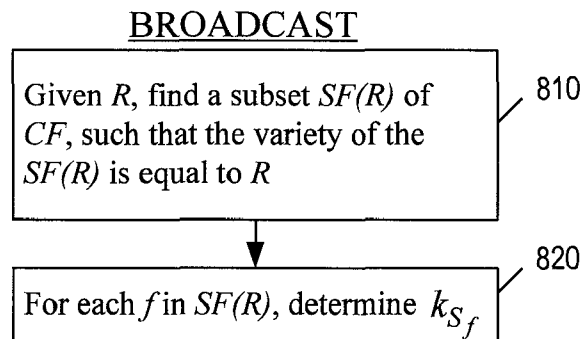 BROADCAST
Given R, find a subset SF(R) of
CF, such that the variety of the
SF(R) is equal to R
810
820
For each f in SF(R), determine k_{S_f}